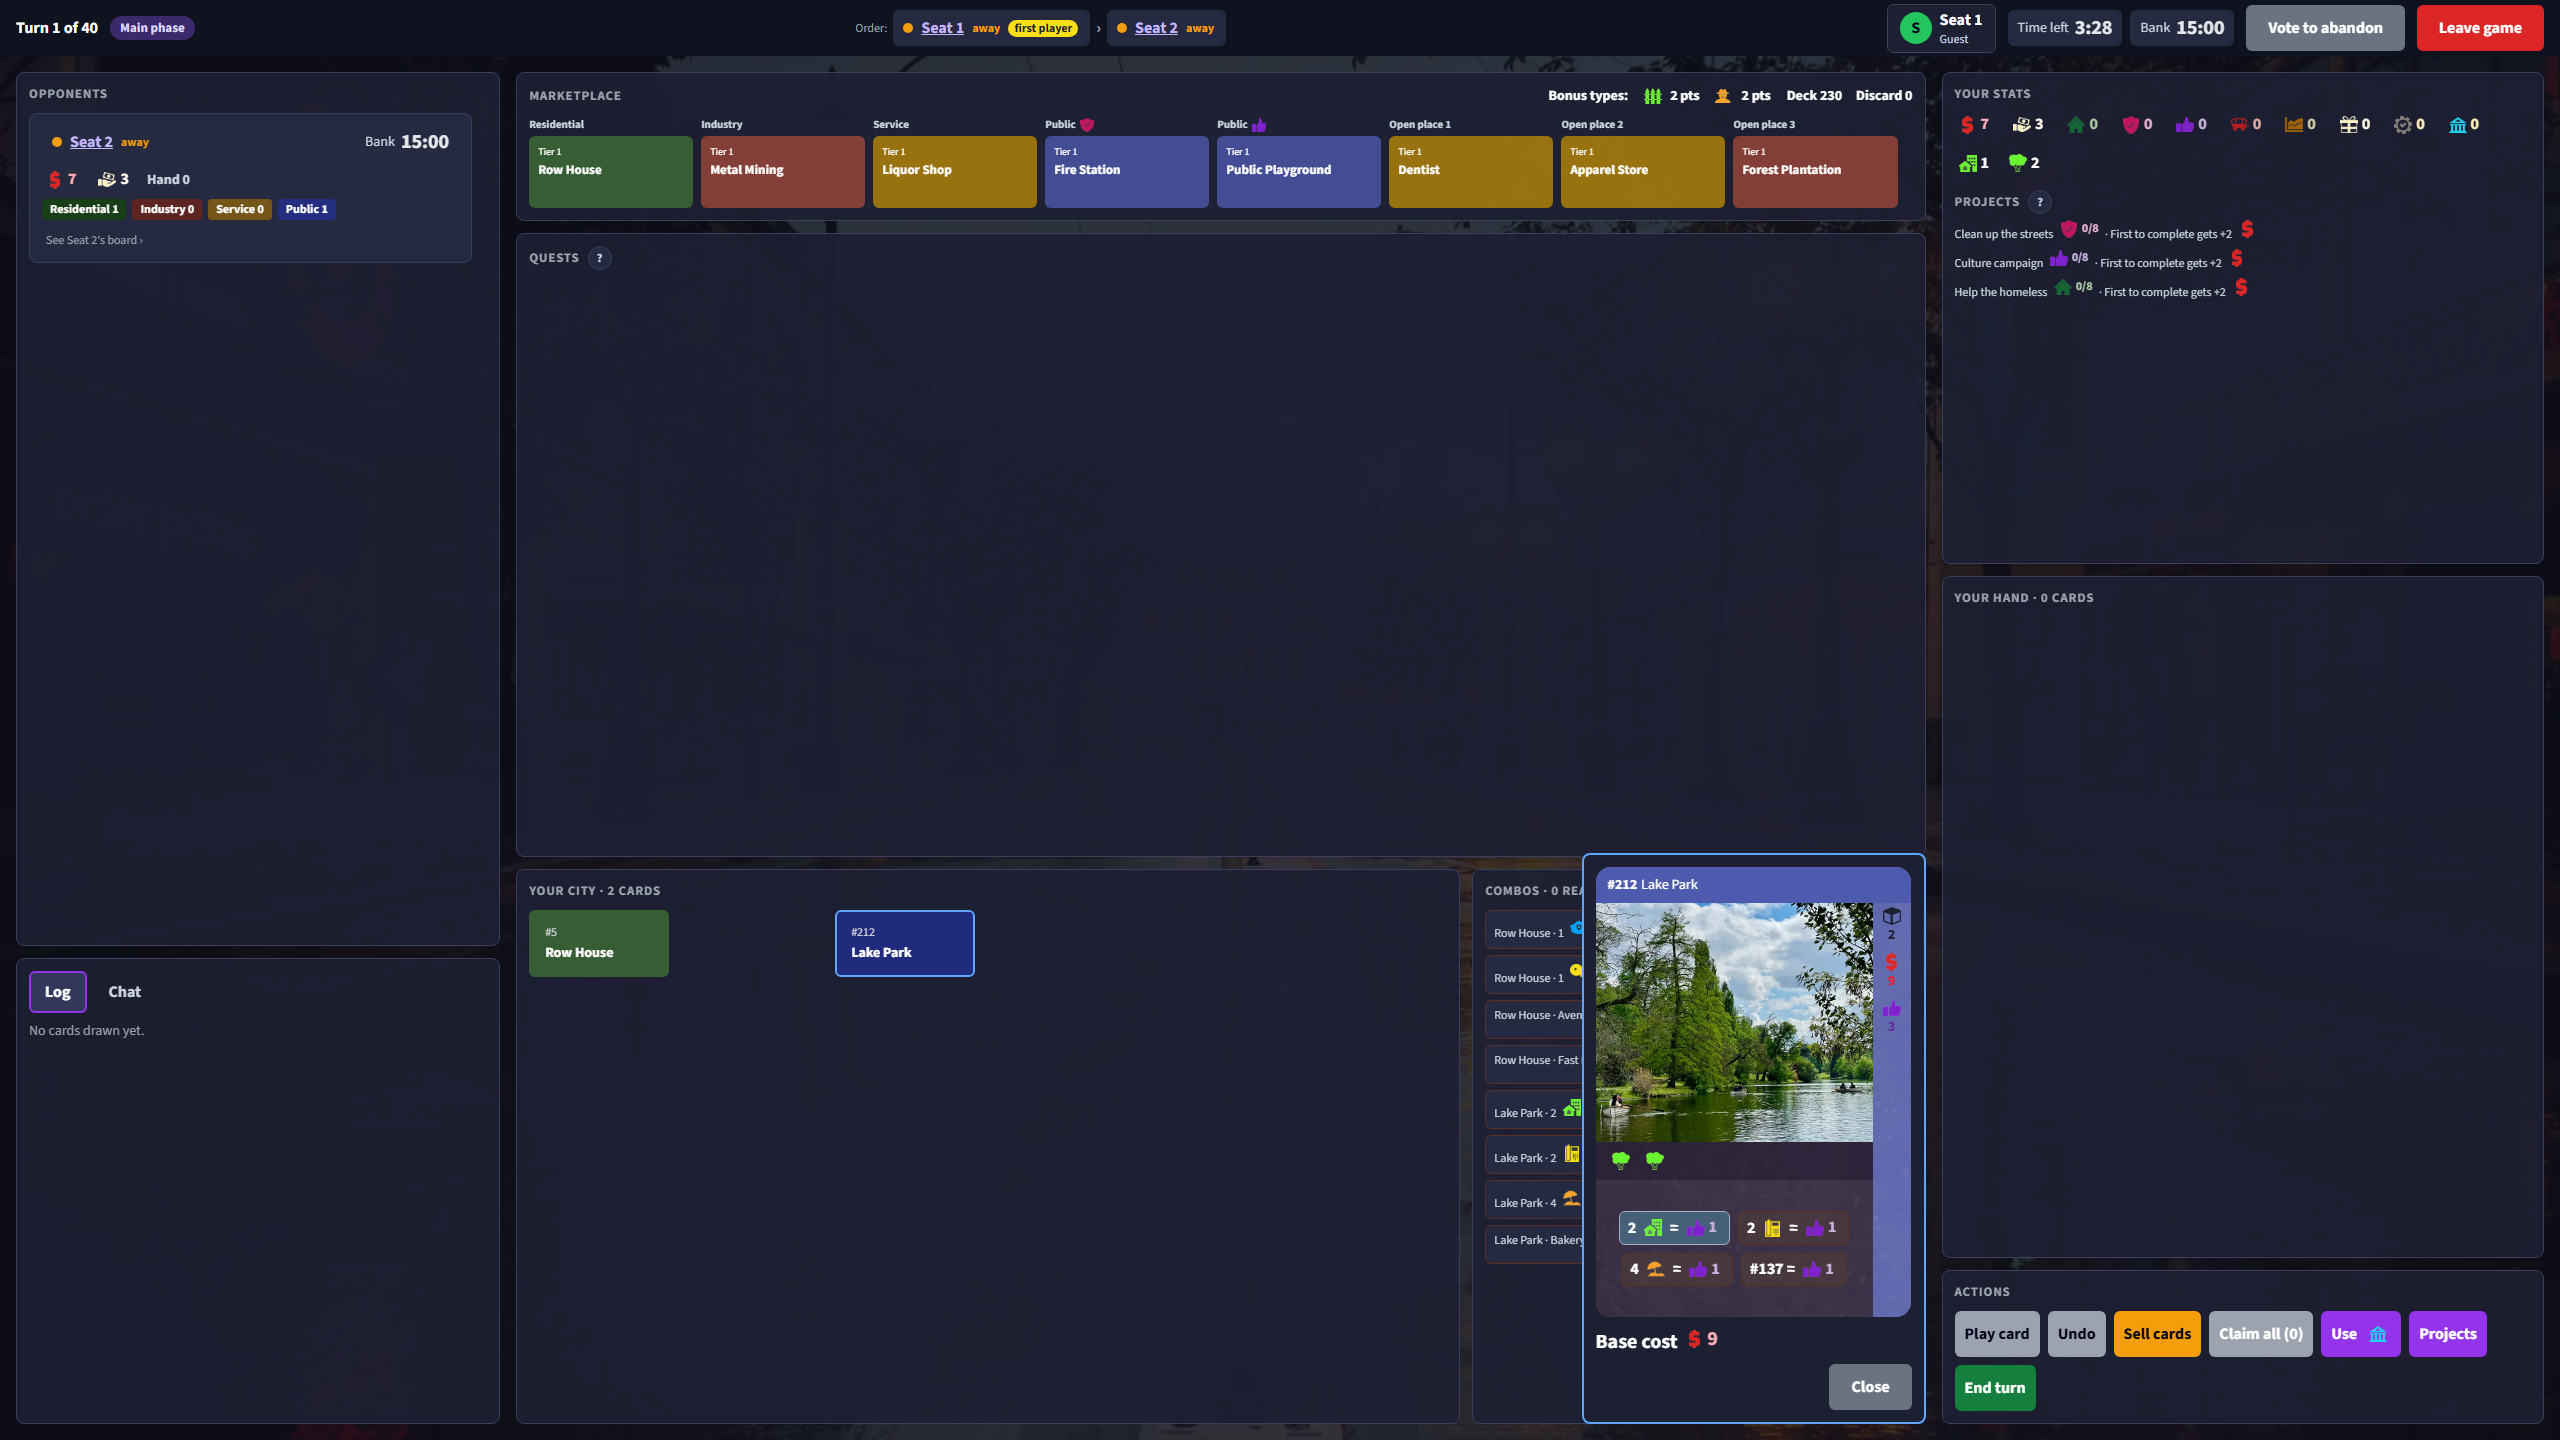 Turn 1 of 40 Main phase
Order: Seat 1 away first player › Seat 2 away
S Seat 1 Guest
Time left 3:28
Bank 15:00
Vote to abandon
Leave game
OPPONENTS
Seat 2 away Bank 15:00
7 3 Hand 0
Residential 1 Industry 0 Service 0 Public 1
See Seat 2's board ›
MARKETPLACE
Bonus types: 2 pts 2 pts Deck 230 Discard 0
Residential Industry Service Public Public Open place 1 Open place 2 Open place 3
Tier 1 Tier 1 Tier 1 Tier 1 Tier 1 Tier 1 Tier 1 Tier 1
Row House Metal Mining Liquor Shop Fire Station Public Playground Dentist Apparel Store Forest Plantation
QUESTS ?
YOUR STATS
$ 7 3 0 0 0 0 0 0 0 0
1 2
PROJECTS ?
Clean up the streets 0/8 · First to complete gets +2 $
Culture campaign 0/8 · First to complete gets +2 $
Help the homeless 0/8 · First to complete gets +2 $
YOUR HAND · 0 CARDS
Log Chat
No cards drawn yet.
YOUR CITY · 2 CARDS
#5
Row House
#212
Lake Park
COMBOS · 0 REA
Row House · 1
Row House · 1
Row House · Aven
Row House · Fast
Lake Park · 2
Lake Park · 2
Lake Park · 4
Lake Park · Bakery
#212 Lake Park
2
$
9
3
2 = 1 2 = 1
4 = 1 #137 = 1
Base cost $ 9
Close
ACTIONS
Play card Undo Sell cards Claim all (0) Use Projects
End turn